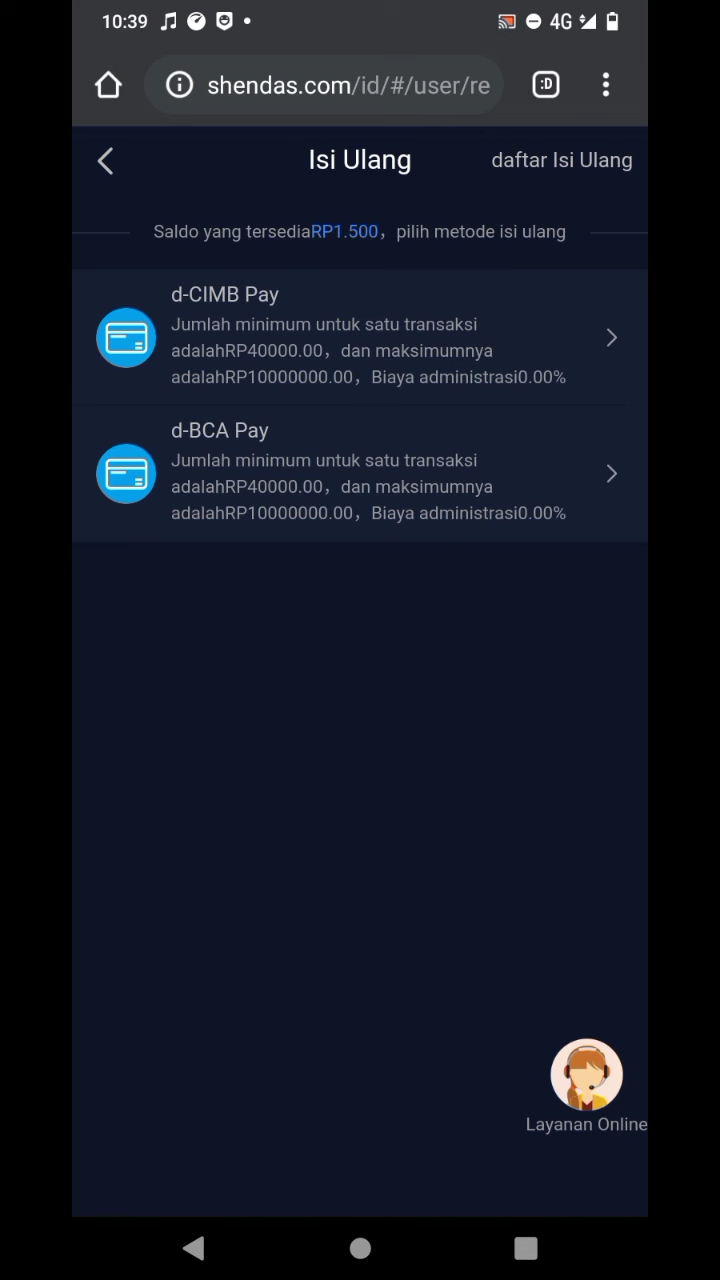 10:39
4G
shendas.com/id/#/user/re
:D
Isi Ulang
daftar Isi Ulang
Saldo yang tersediaRP1.500，pilih metode isi ulang
d-CIMB Pay
Jumlah minimum untuk satu transaksi
adalahRP40000.00，dan maksimumnya
adalahRP10000000.00，Biaya administrasi0.00%
d-BCA Pay
Jumlah minimum untuk satu transaksi
adalahRP40000.00，dan maksimumnya
adalahRP10000000.00，Biaya administrasi0.00%
Layanan Online